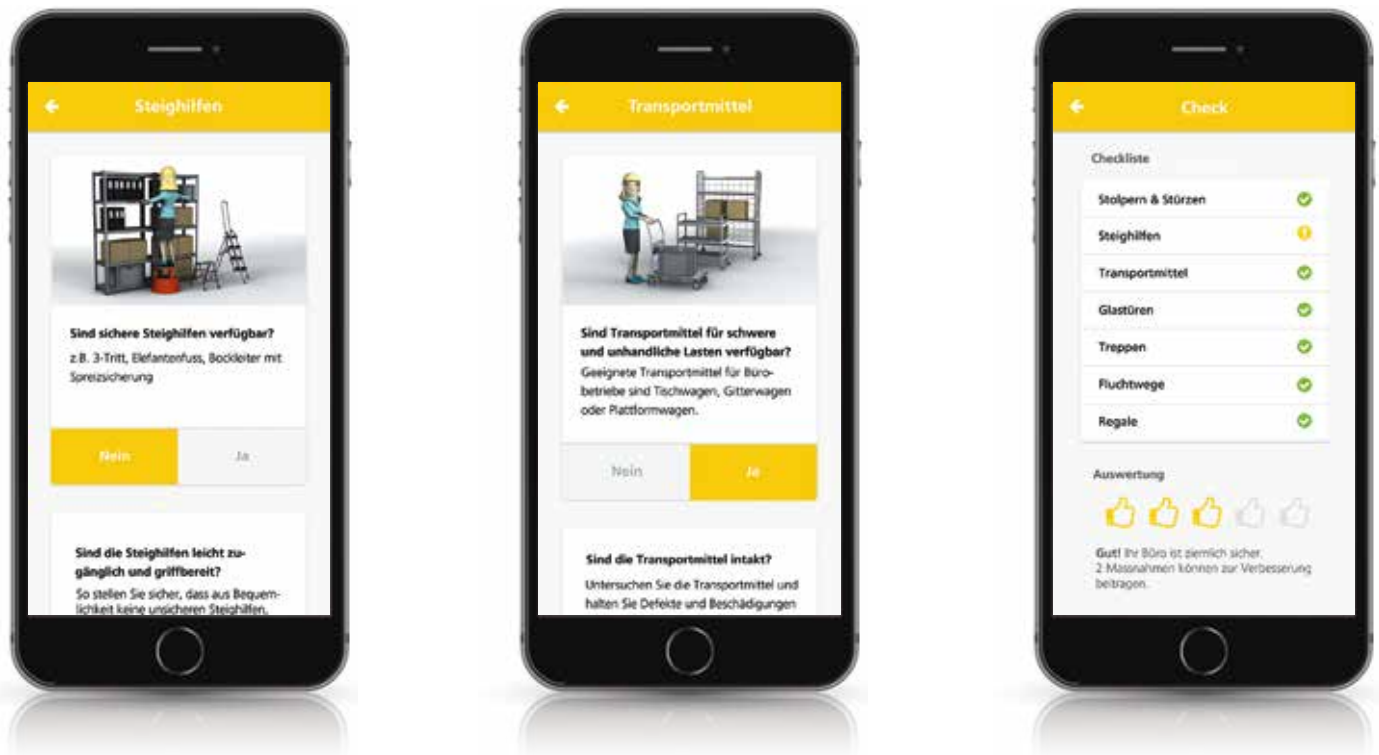 Steighilfen
Sind sichere Steighilfen verfügbar?
z.B. 3-Tritt, Elefantenfuss, Bockleiter mit
Spreizsicherung
Nein
Ja
Sind die Steighilfen leicht zu-
gänglich und griffbereit?
So stellen Sie sicher, dass aus Bequem-
lichkeit keine unsicheren Steighilfen,
Transportmittel
Sind Transportmittel für schwere
und unhandliche Lasten verfügbar?
Geeignete Transportmittel für Büro-
betriebe sind Tischwagen, Gitterwagen
oder Plattformwagen.
Nein
Ja
Sind die Transportmittel intakt?
Untersuchen Sie die Transportmittel und
halten Sie Defekte und Beschädigungen
Check
Checkliste
Stolpern & Stürzen
Steighilfen
Transportmittel
Glastüren
Treppen
Fluchtwege
Regale
Auswertung
Gut! Ihr Büro ist ziemlich sicher.
2 Massnahmen können zur Verbesserung
beitragen.